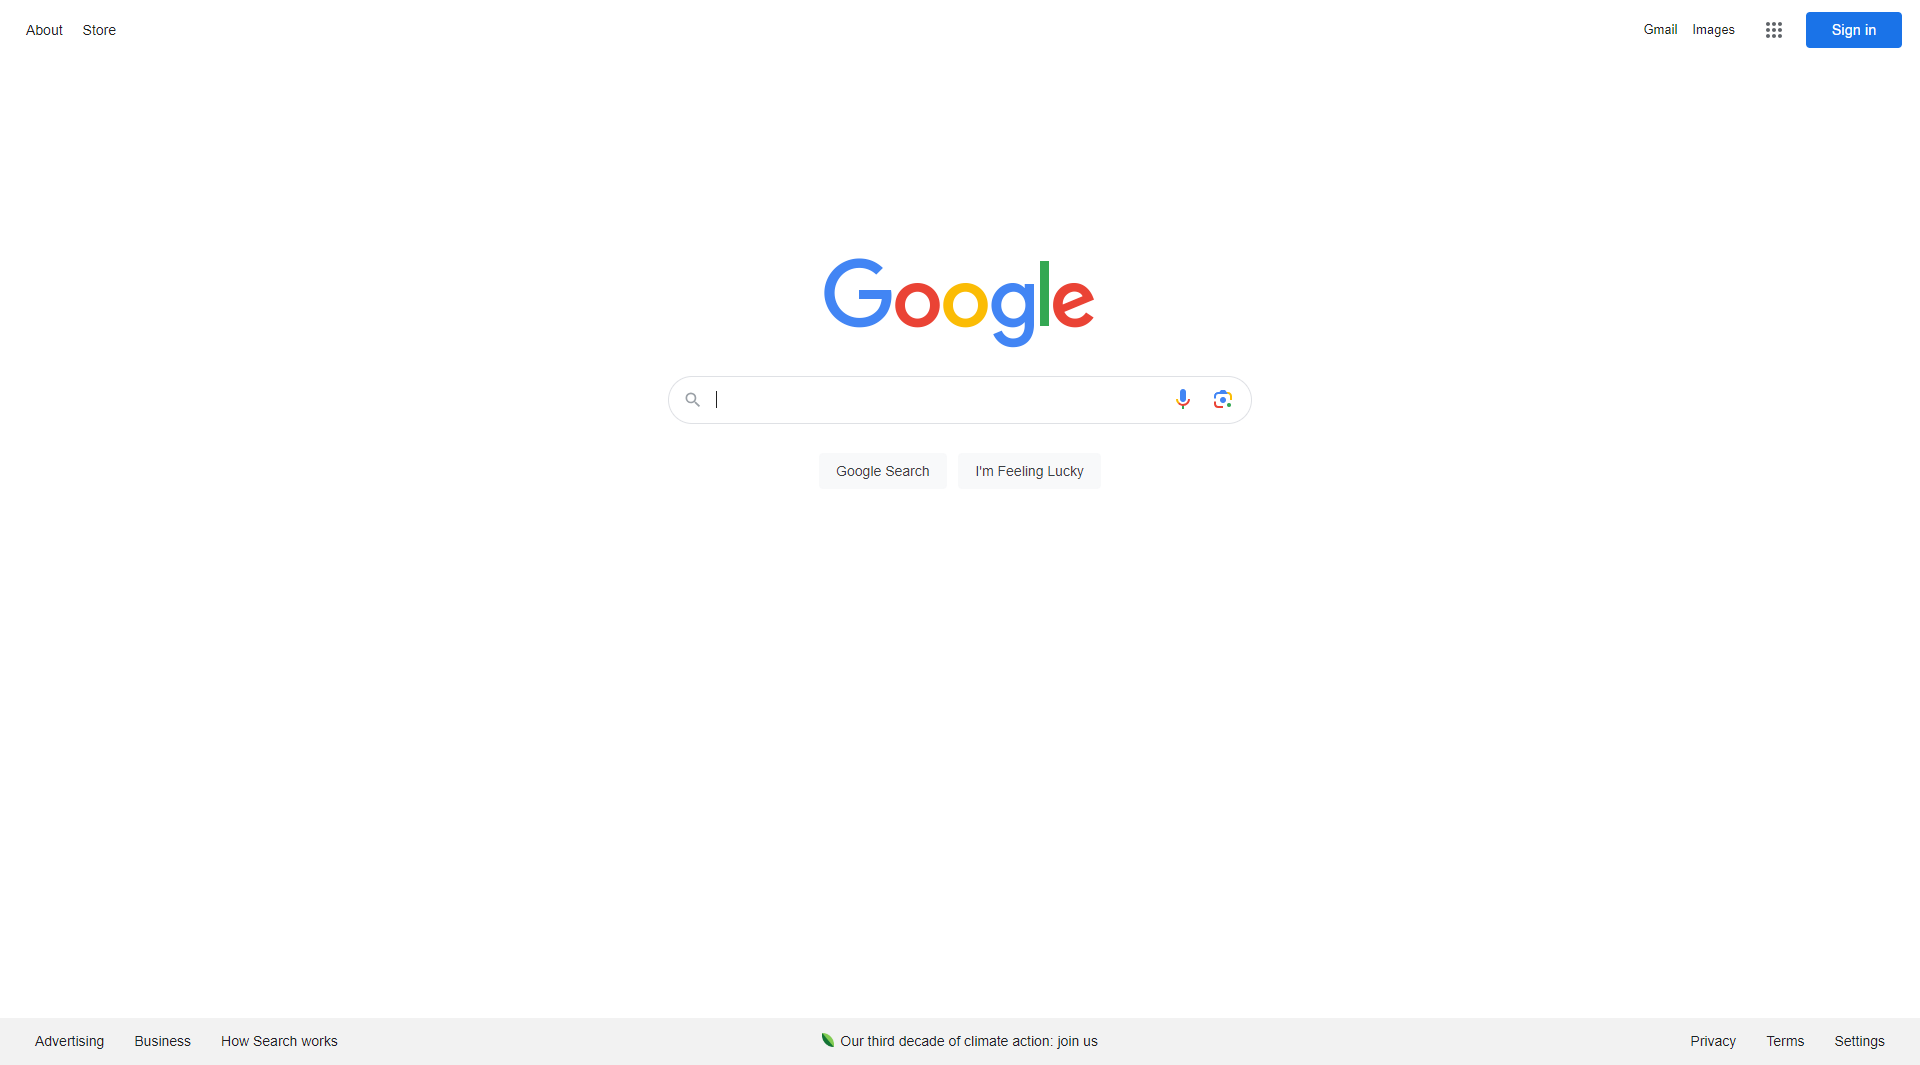 About Store Gmail Images Sign in
Google
Google Search I'm Feeling Lucky
Advertising Business How Search works Our third decade of climate action: join us Privacy Terms Settings